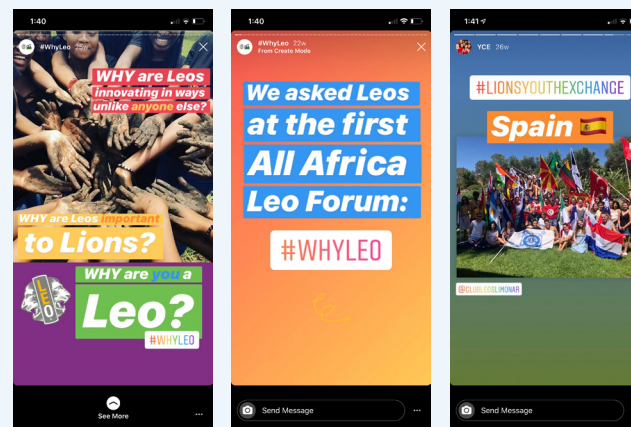 1:40
#WhyLeo 25w
WHY are Leos
innovating in ways
unlike anyone else?
WHY are Leos important
to Lions?
LEO
WHY are you a
Leo?
#WHYLEO
See More
1:40
#WhyLeo 22w
From Create Mode
We asked Leos
at the first
All Africa
Leo Forum:
#WHYLEO
Send Message
1:41
YCE 26w
#LIONSYOUTHEXCHANGE
Spain
@CLUBLEOSLIMONAR
Send Message